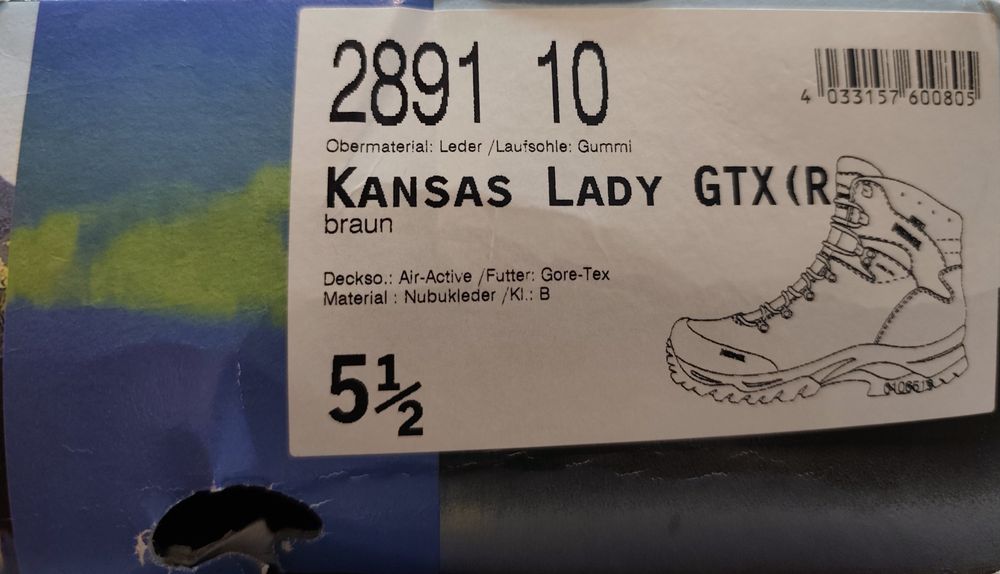 2891 10
4 033157 600805
Obermaterial: Leder /Laufsohle: Gummi
KANSAS LADY GTX(R
braun
Deckso.: Air-Active /Futter: Gore-Tex
Material : Nubukleder /Kl.: B
5½